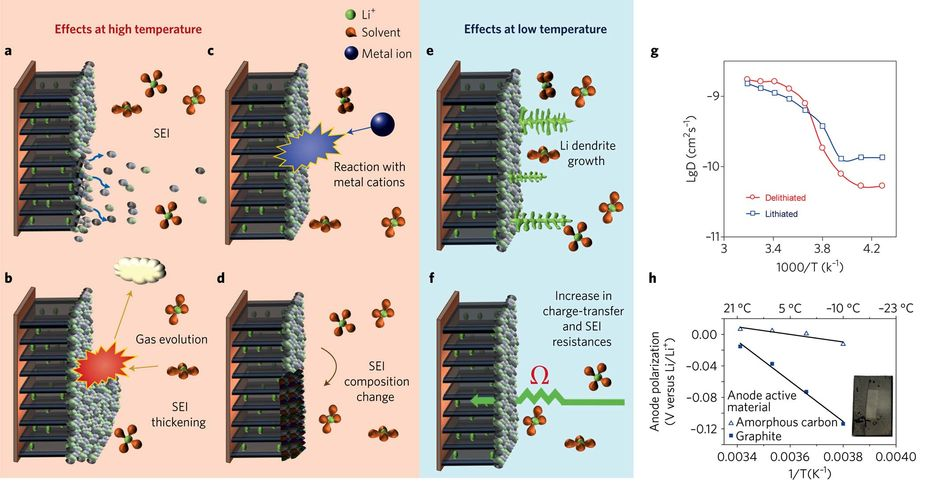 Effects at high temperature
Li⁺
Solvent
Metal ion
Effects at low temperature
a
SEI
c
Reaction with
metal cations
e
Li dendrite
growth
g
LgD (cm²s⁻¹)
−9
−10
−11
Delithiated
Lithiated
3
3.4
3.8
4.2
1000/T (k⁻¹)
b
Gas evolution
SEI
thickening
d
SEI
composition
change
f
Increase in
charge-transfer
and SEI
resistances
Ω
h
21 °C
5 °C
−10 °C
−23 °C
Anode polarization
(V versus Li/Li⁺)
0.00
−0.04
−0.08
−0.12
Anode active
material
Amorphous carbon
Graphite
0.0034
0.0036
0.0038
0.0040
1/T(K⁻¹)